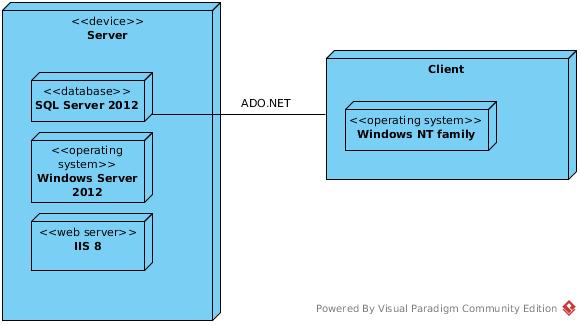 <<device>>
Server
<<database>>
SQL Server 2012
<<operating
system>>
Windows Server
2012
<<web server>>
IIS 8
ADO.NET
Client
<<operating system>>
Windows NT family
Powered By Visual Paradigm Community Edition